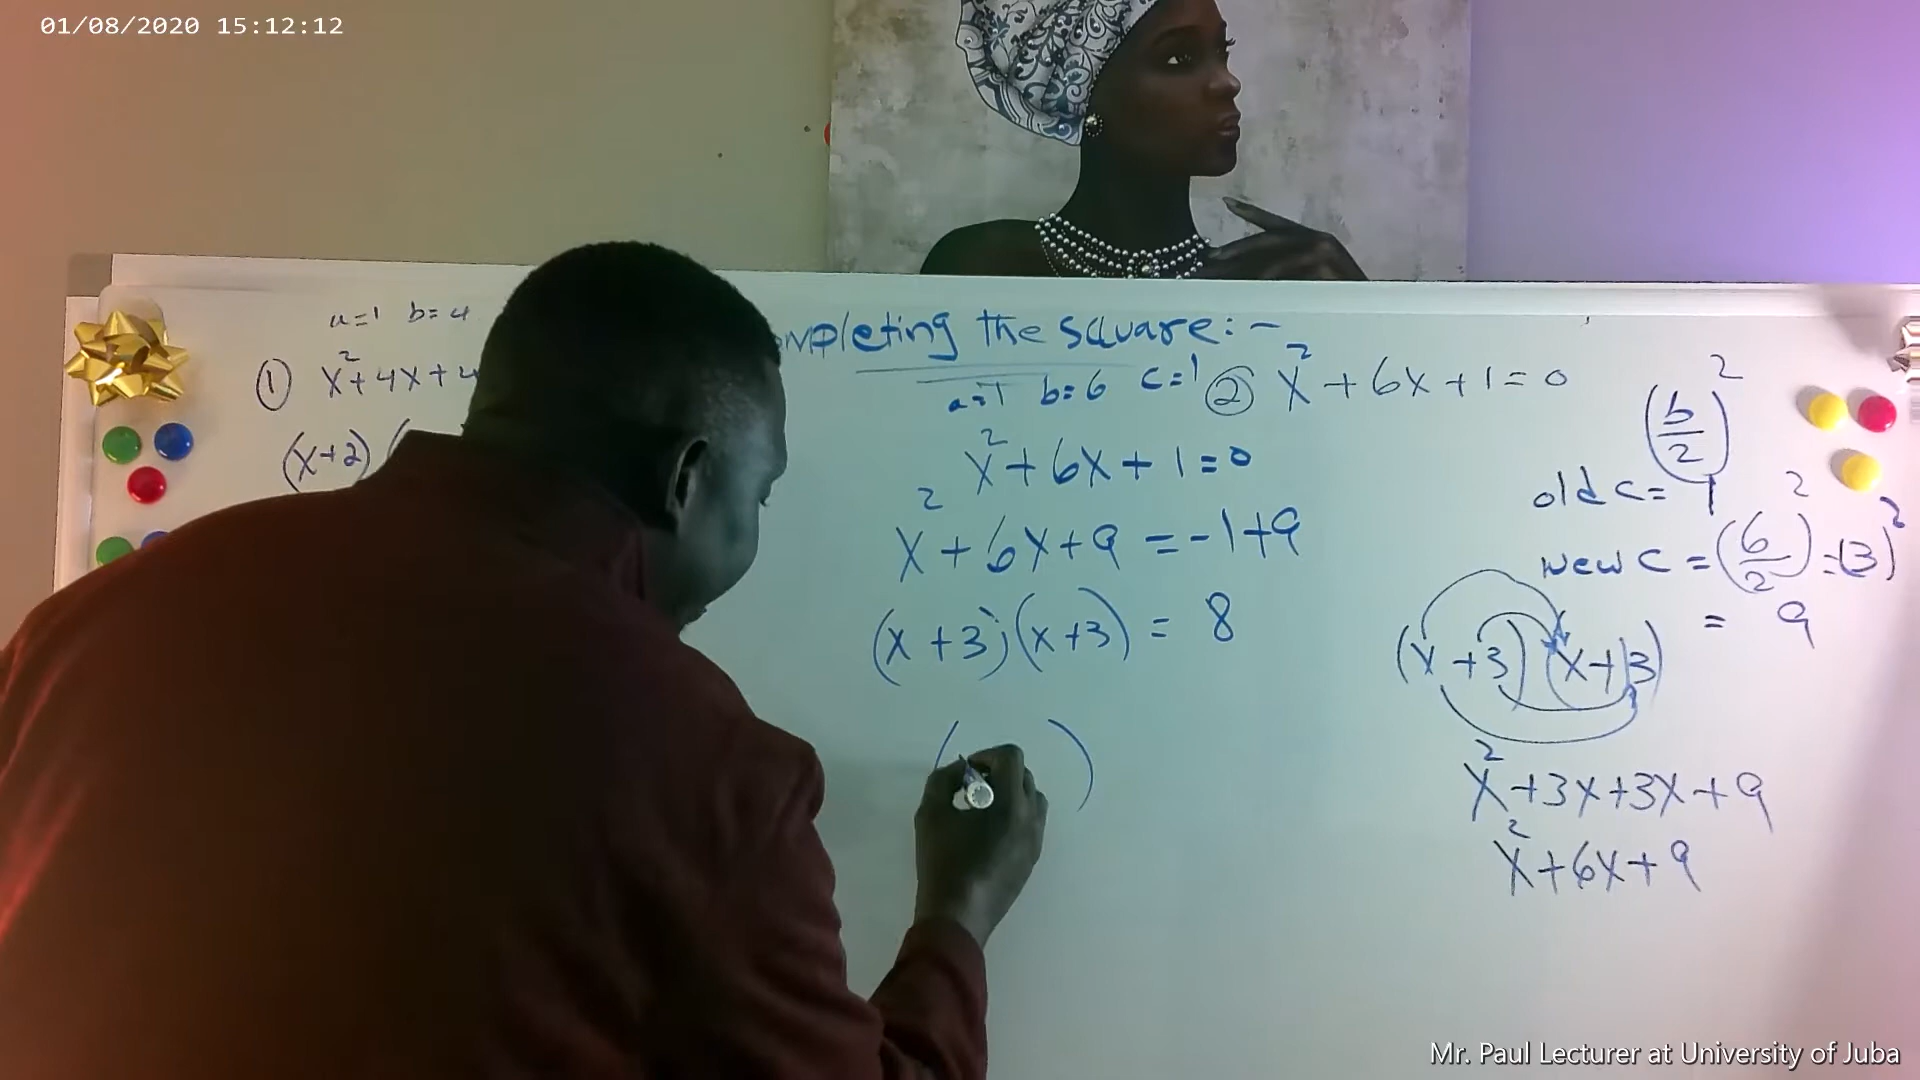 01/08/2020 15:12:12
a=1 b=4
① x²+4x+4
(x+2)(
mpleting the square:-
a=1 b=6 c=1
② x²+6x+1=0
x²+6x+1=0
x²+6x+9=-1+9
(x+3)(x+3)=8
( )
(b/2)²
old c= 1
new c=(6/2)²=(3)²
= 9
(x+3)(x+3)
x²+3x+3x+9
x²+6x+9
Mr. Paul Lecturer at University of Juba